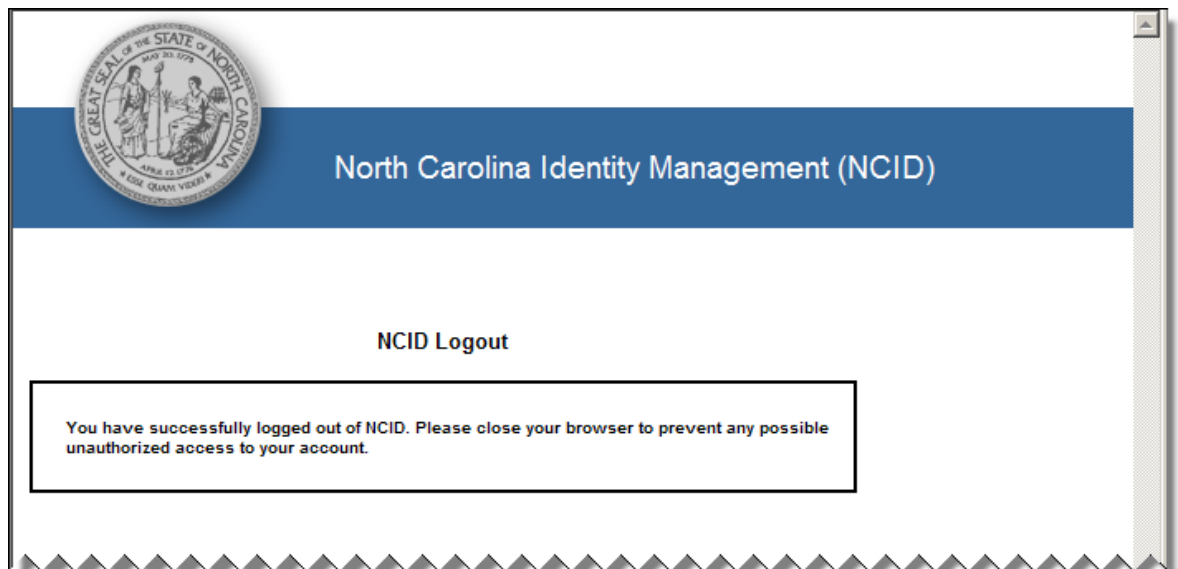 THE GREAT SEAL OF THE STATE OF NORTH CAROLINA
MAY 20, 1775
APRIL 12, 1776
ESSE QUAM VIDERI
North Carolina Identity Management (NCID)
NCID Logout
You have successfully logged out of NCID. Please close your browser to prevent any possible
unauthorized access to your account.